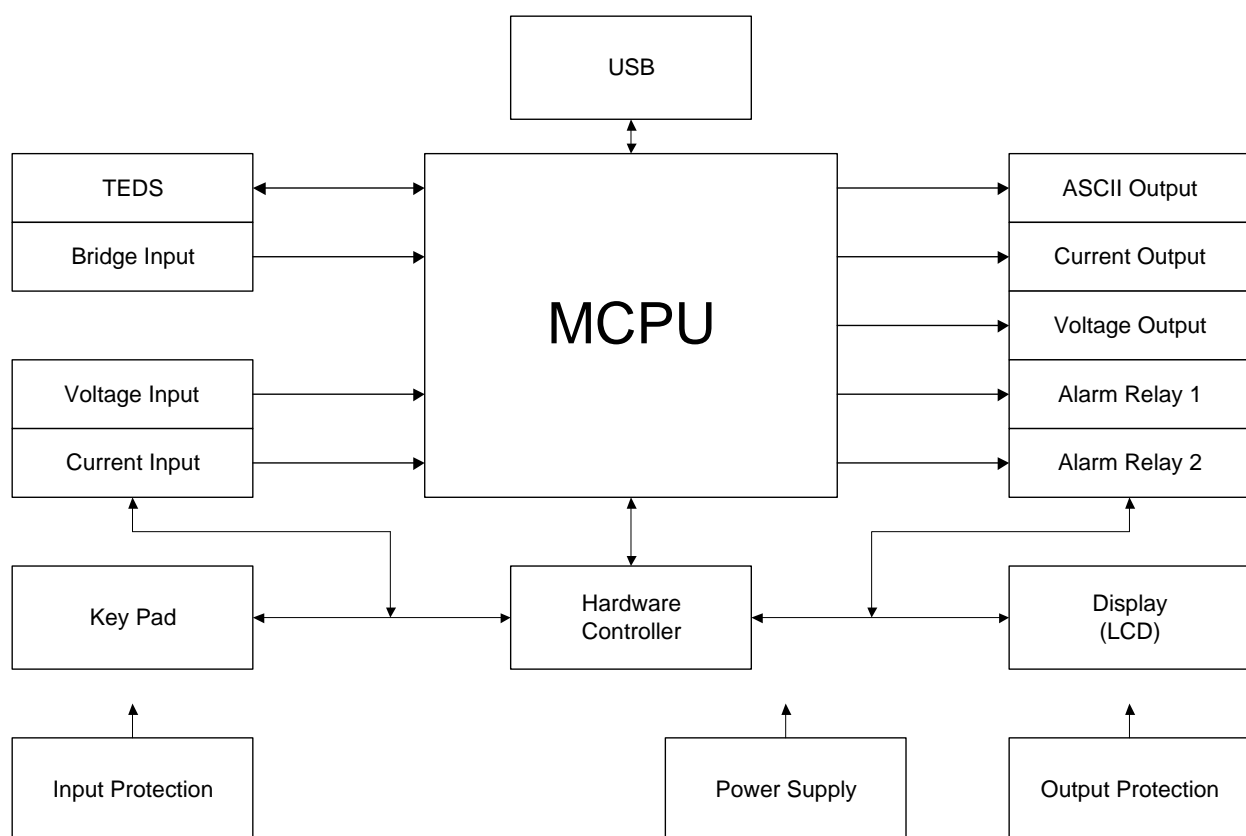 USB
TEDS
Bridge Input
Voltage Input
Current Input
MCPU
ASCII Output
Current Output
Voltage Output
Alarm Relay 1
Alarm Relay 2
Key Pad
Hardware
Controller
Display
(LCD)
Input Protection
Power Supply
Output Protection